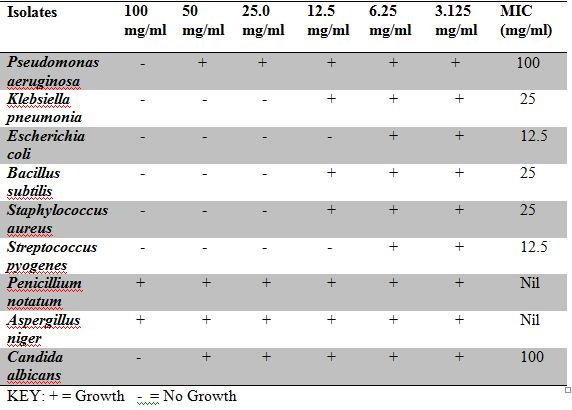 Isolates 100 50 25.0 12.5 6.25 3.125 MIC
mg/ml mg/ml mg/ml mg/ml mg/ml mg/ml (mg/ml)
Pseudomonas - + + + + + 100
aeruginosa
Klebsiella - - - + + + 25
pneumonia
Escherichia - - - - + + 12.5
coli
Bacillus - - - + + + 25
subtilis
Staphylococcus - - - + + + 25
aureus
Streptococcus - - - - + + 12.5
pyogenes
Penicillium + + + + + + Nil
notatum
Aspergillus + + + + + + Nil
niger
Candida - + + + + + 100
albicans
KEY: + = Growth - = No Growth